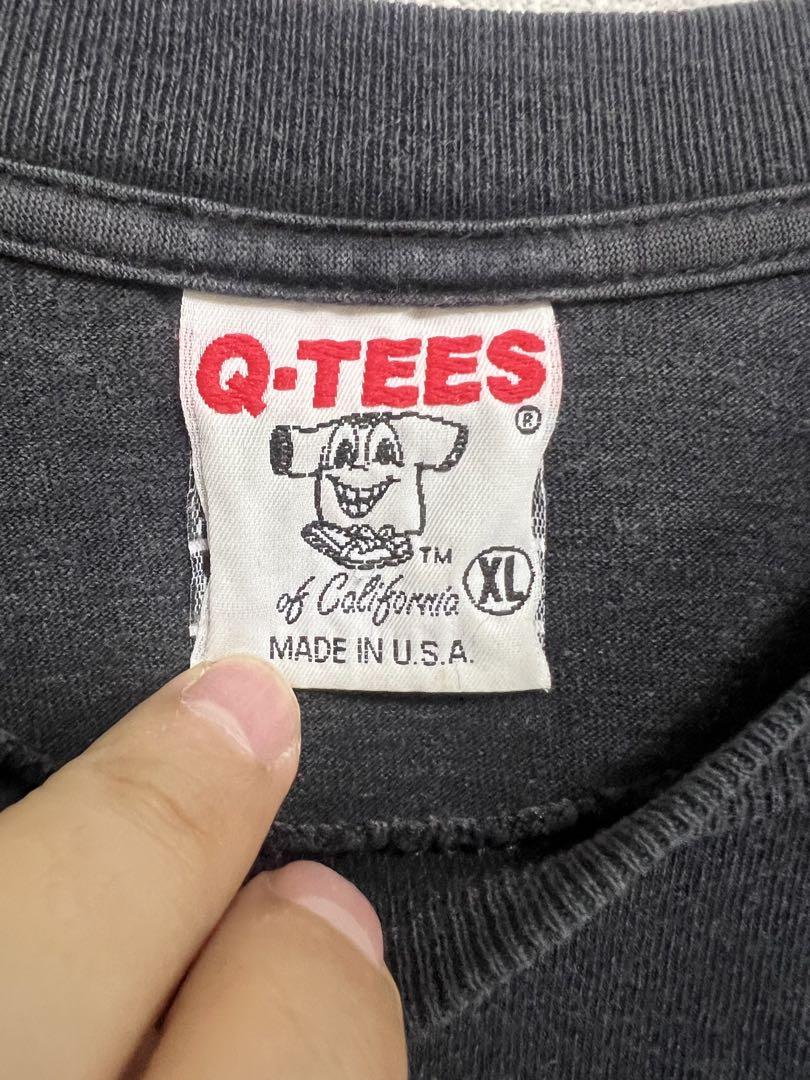 Q-TEES
®
TM
of California XL
MADE IN U.S.A.